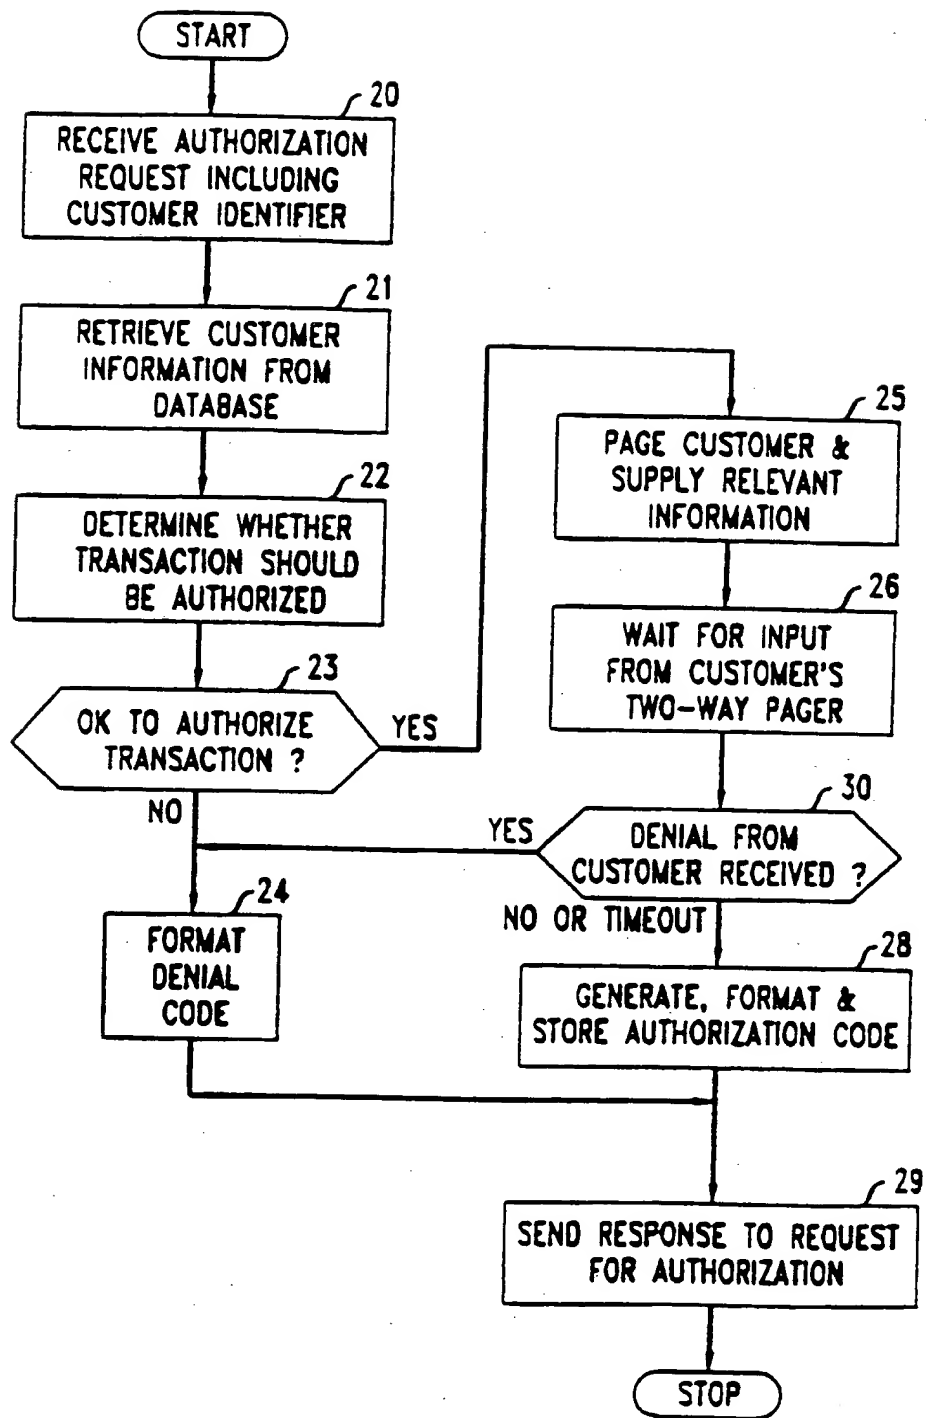 START
20
RECEIVE AUTHORIZATION
REQUEST INCLUDING
CUSTOMER IDENTIFIER
21
RETRIEVE CUSTOMER
INFORMATION FROM
DATABASE
22
DETERMINE WHETHER
TRANSACTION SHOULD
BE AUTHORIZED
23
OK TO AUTHORIZE
TRANSACTION ?
YES
NO
24
FORMAT
DENIAL
CODE
25
PAGE CUSTOMER &
SUPPLY RELEVANT
INFORMATION
26
WAIT FOR INPUT
FROM CUSTOMER'S
TWO-WAY PAGER
30
DENIAL FROM
CUSTOMER RECEIVED ?
YES
NO OR TIMEOUT
28
GENERATE, FORMAT &
STORE AUTHORIZATION CODE
29
SEND RESPONSE TO REQUEST
FOR AUTHORIZATION
STOP